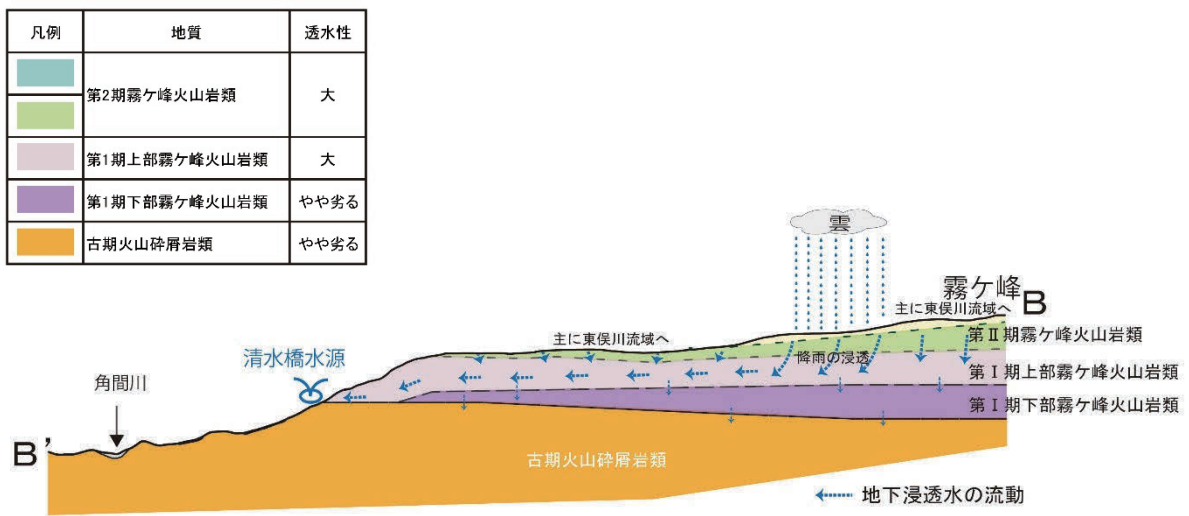 凡例 地質 透水性
第2期霧ケ峰火山岩類 大
第1期上部霧ケ峰火山岩類 大
第1期下部霧ケ峰火山岩類 やや劣る
古期火山砕屑岩類 やや劣る
雲
霧ケ峰
B
主に東俣川流域へ
主に東俣川流域へ
第Ⅱ期霧ケ峰火山岩類
清水橋水源
降雨の浸透
第Ⅰ期上部霧ケ峰火山岩類
角間川
第Ⅰ期下部霧ケ峰火山岩類
B’
古期火山砕屑岩類
地下浸透水の流動